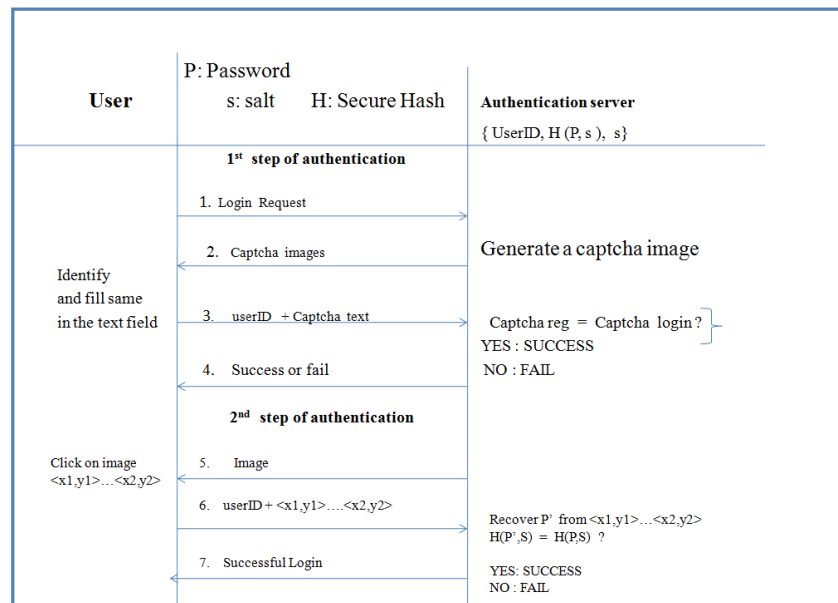 P: Password
User
s: salt H: Secure Hash
Authentication server
{ UserID, H (P, s ), s}
1st step of authentication
1. Login Request
2. Captcha images
Generate a captcha image
Identify
and fill same
in the text field
3. userID + Captcha text
Captcha reg = Captcha login ?
YES : SUCCESS
4. Success or fail
NO : FAIL
2nd step of authentication
Click on image
<x1,y1>...<x2,y2>
5. Image
6. userID + <x1,y1>....<x2,y2>
Recover P' from <x1,y1>...<x2,y2>
H(P',S) = H(P,S) ?
7. Successful Login
YES: SUCCESS
NO : FAIL